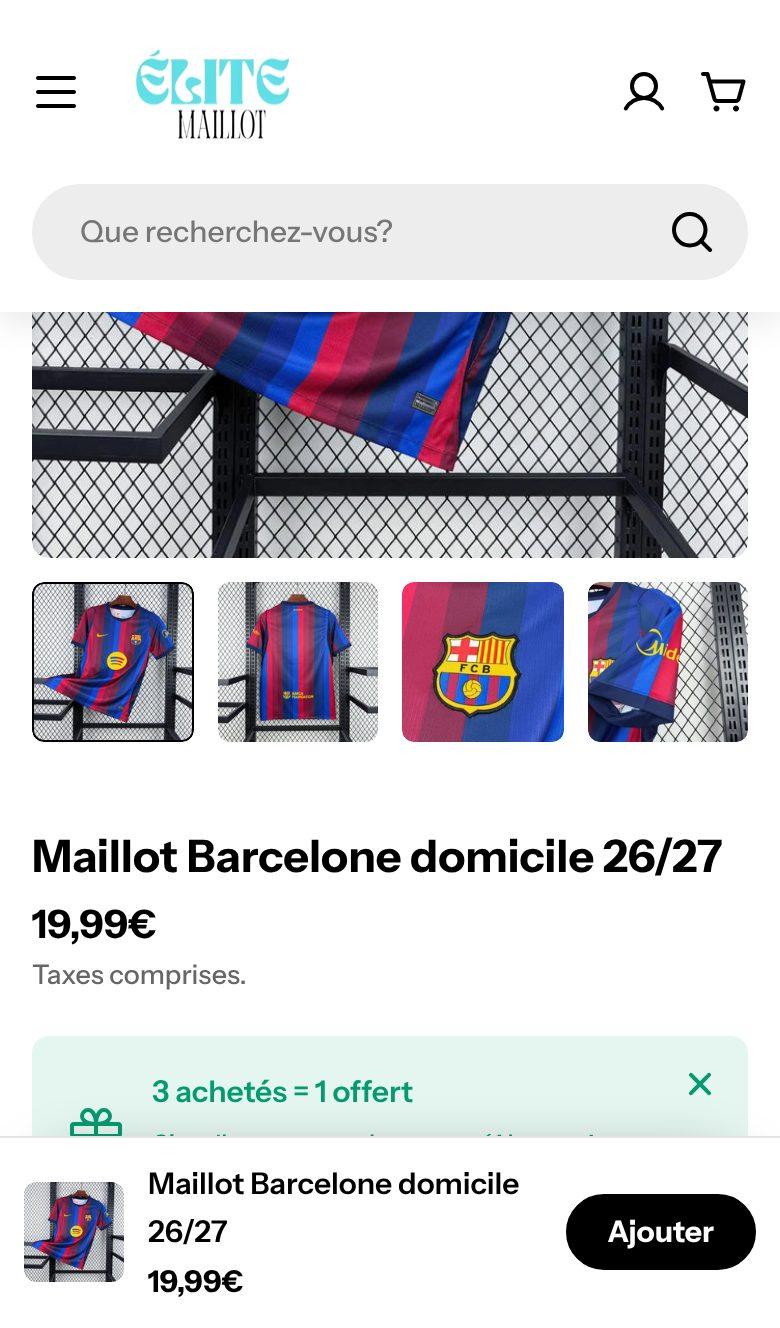 ÉLITE
MAILLOT
Que recherchez-vous?
FCB
Mide
Maillot Barcelone domicile 26/27
19,99€
Taxes comprises.
3 achetés = 1 offert
Maillot Barcelone domicile
26/27
19,99€
Ajouter